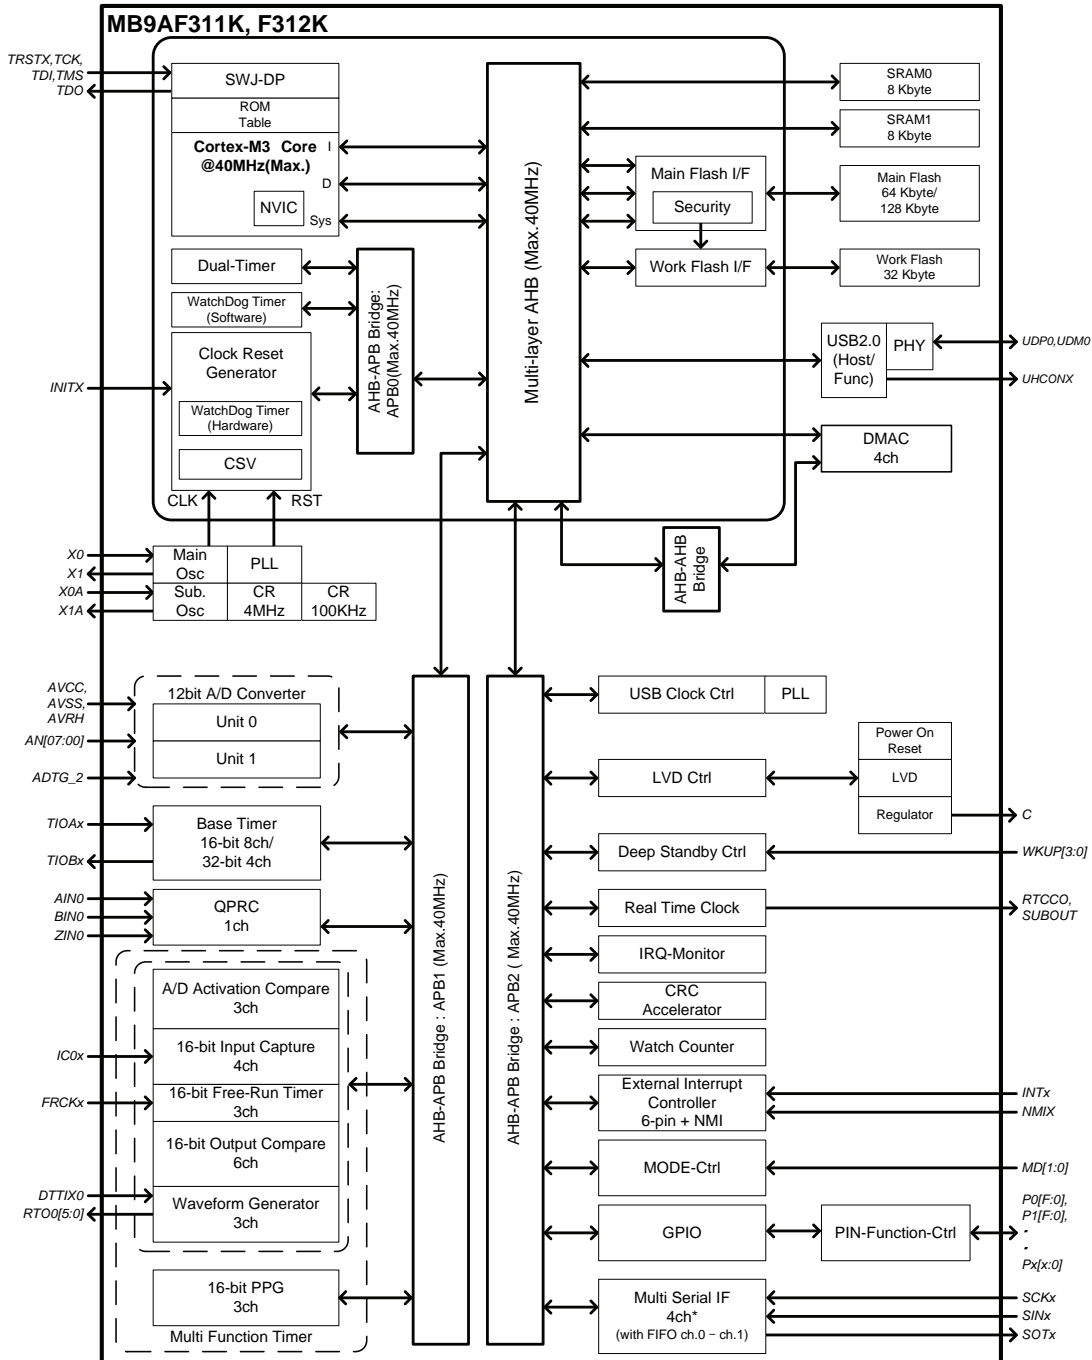 MB9AF311K, F312K
TRSTX,TCK,
TDI,TMS
TDO
SWJ-DP
ROM
Table
Cortex-M3 Core
@40MHz(Max.)
I
D
Sys
NVIC
Dual-Timer
WatchDog Timer
(Software)
Clock Reset
Generator
WatchDog Timer
(Hardware)
CSV
INITX
CLK
RST
AHB-APB Bridge:
APB0(Max.40MHz)
Multi-layer AHB (Max.40MHz)
Main Flash I/F
Security
Work Flash I/F
SRAM0
8 Kbyte
SRAM1
8 Kbyte
Main Flash
64 Kbyte/
128 Kbyte
Work Flash
32 Kbyte
USB2.0
(Host/
Func)
PHY
UDP0,UDM0
UHCONX
DMAC
4ch
AHB-AHB
Bridge
X0
X1
X0A
X1A
Main
Osc
PLL
Sub.
Osc
CR
4MHz
CR
100KHz
AVCC,
AVSS,
AVRH
AN[07:00]
ADTG_2
12bit A/D Converter
Unit 0
Unit 1
TIOAx
TIOBx
Base Timer
16-bit 8ch/
32-bit 4ch
AIN0
BIN0
ZIN0
QPRC
1ch
A/D Activation Compare
3ch
IC0x
16-bit Input Capture
4ch
FRCKx
16-bit Free-Run Timer
3ch
16-bit Output Compare
6ch
DTTIX0
RTO0[5:0]
Waveform Generator
3ch
16-bit PPG
3ch
Multi Function Timer
AHB-APB Bridge : APB1 (Max.40MHz)
AHB-APB Bridge : APB2 ( Max.40MHz)
USB Clock Ctrl
PLL
LVD Ctrl
Power On
Reset
LVD
Regulator
C
Deep Standby Ctrl
WKUP[3:0]
Real Time Clock
RTCCO,
SUBOUT
IRQ-Monitor
CRC
Accelerator
Watch Counter
External Interrupt
Controller
6-pin + NMI
INTx
NMIX
MODE-Ctrl
MD[1:0]
GPIO
PIN-Function-Ctrl
P0[F:0],
P1[F:0],
.
.
Px[x:0]
Multi Serial IF
4ch*
(with FIFO ch.0 – ch.1)
SCKx
SINx
SOTx